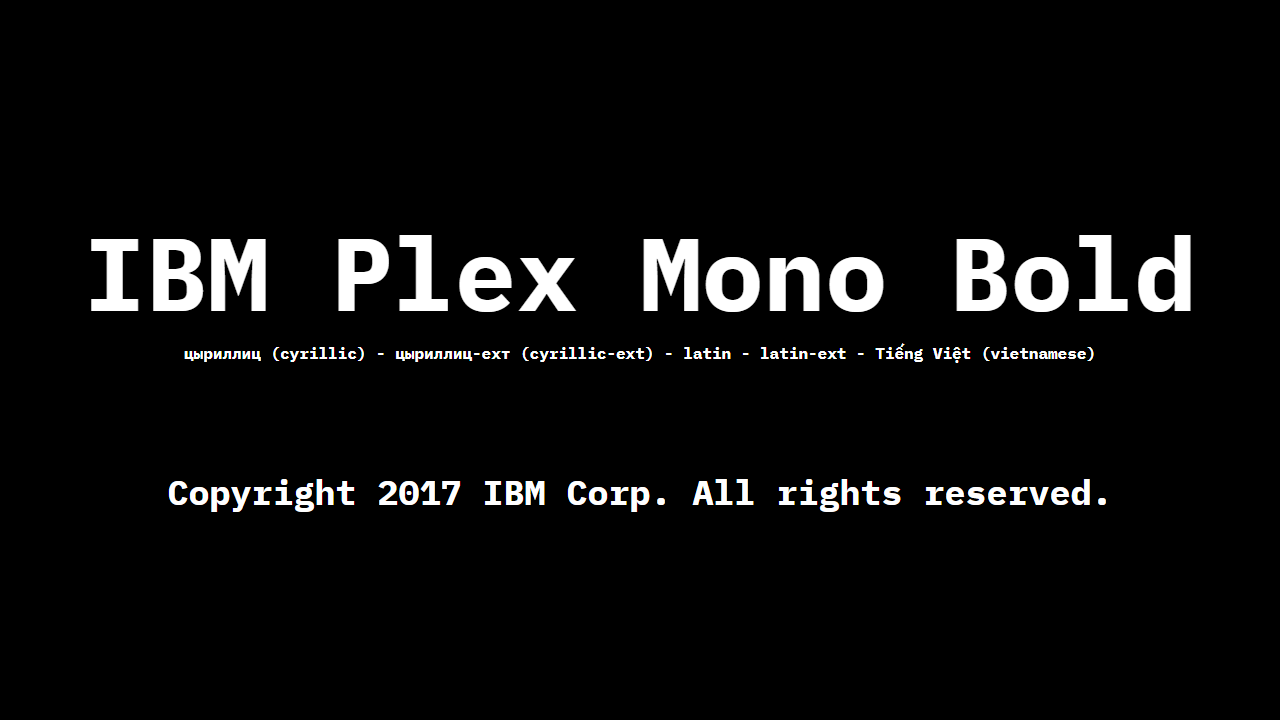 IBM Plex Mono Bold
цыриллиц (cyrillic) - цыриллиц-ехт (cyrillic-ext) - latin - latin-ext - Tiếng Việt (vietnamese)
Copyright 2017 IBM Corp. All rights reserved.